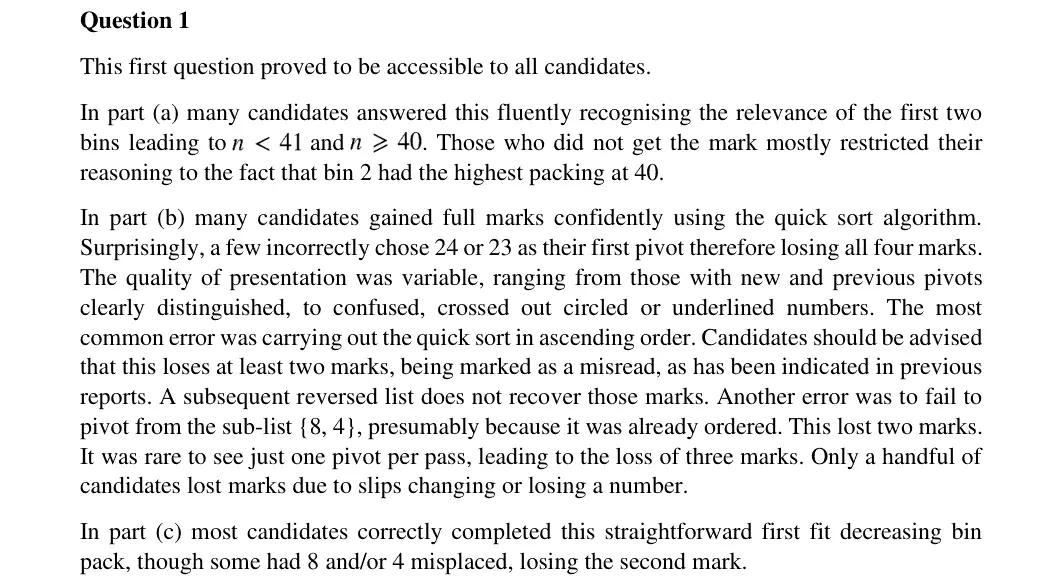 Question 1
This first question proved to be accessible to all candidates.
In part (a) many candidates answered this fluently recognising the relevance of the first two
bins leading to n < 41 and n ⩾ 40. Those who did not get the mark mostly restricted their
reasoning to the fact that bin 2 had the highest packing at 40.
In part (b) many candidates gained full marks confidently using the quick sort algorithm.
Surprisingly, a few incorrectly chose 24 or 23 as their first pivot therefore losing all four marks.
The quality of presentation was variable, ranging from those with new and previous pivots
clearly distinguished, to confused, crossed out circled or underlined numbers. The most
common error was carrying out the quick sort in ascending order. Candidates should be advised
that this loses at least two marks, being marked as a misread, as has been indicated in previous
reports. A subsequent reversed list does not recover those marks. Another error was to fail to
pivot from the sub-list {8, 4}, presumably because it was already ordered. This lost two marks.
It was rare to see just one pivot per pass, leading to the loss of three marks. Only a handful of
candidates lost marks due to slips changing or losing a number.
In part (c) most candidates correctly completed this straightforward first fit decreasing bin
pack, though some had 8 and/or 4 misplaced, losing the second mark.